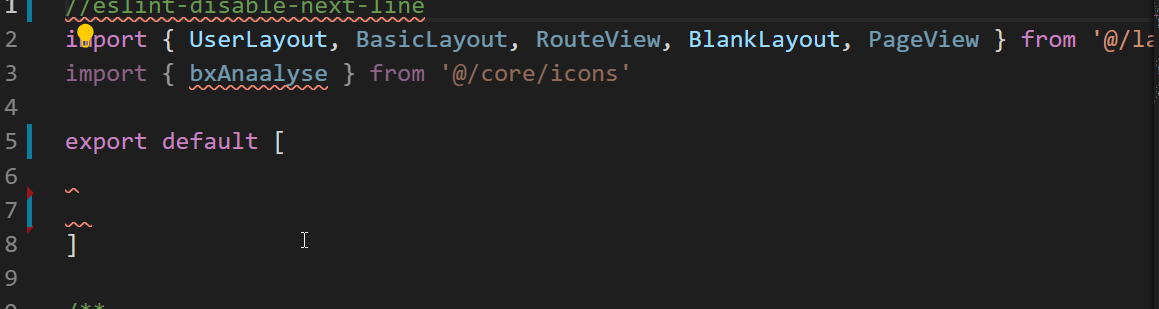 1 //eslint-disable-next-line
2 import { UserLayout, BasicLayout, RouteView, BlankLayout, PageView } from '@/la
3 import { bxAnaalyse } from '@/core/icons'
4
5 export default [
6
7
8 ]
9
/**